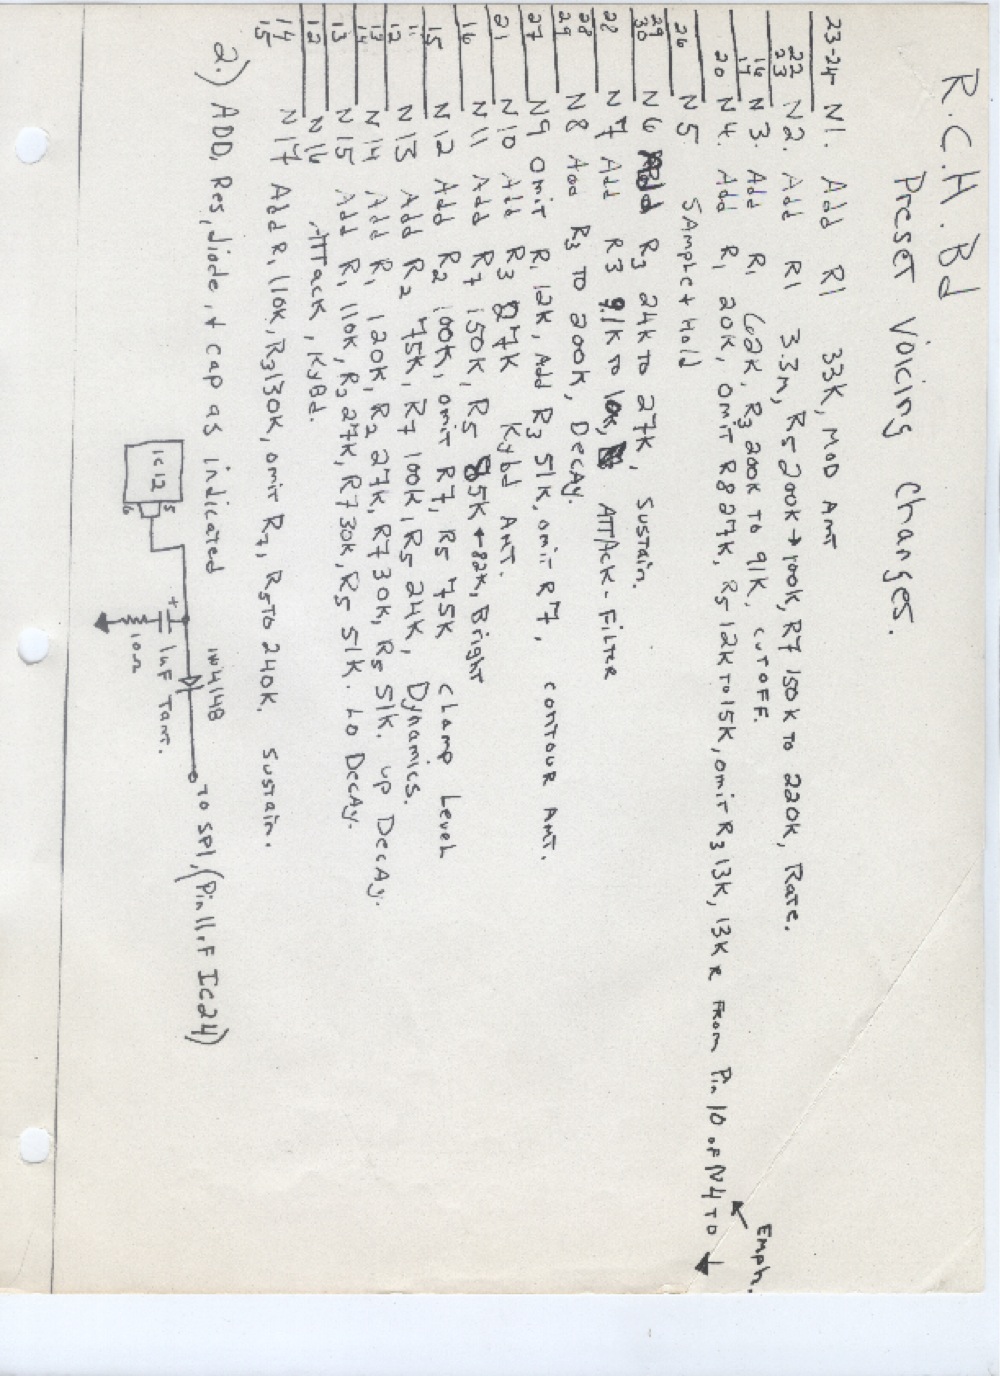 R.C.H. Bd
Preset Voicing Changes.
23-24 N1. Add R1 33K, MOD AMT
22 23 N2. Add R1 3.3m, R5 200K → 100K, R7 150K to 220K, Rate.
16 17 N3. Add R1 62K, R3 200K to 91K, cutoff.
20 N4. Add R1 20K, omit R8 27K, R5 12K to 15K, omit R3 13K, 13K R From Pin 10 of N4 to
Emph.
26 N5. Sample + Hold
29 30 N6 Add R3 24K to 27K, Sustain.
28 N7 Add R3 9.1K to 10K, ATTAck - Filter
28 29 N8 Add R3 TO 200K, Decay.
27 N9 omit R1 12K, Add R3 51K, omit R7, contour AMT.
21 N10 Add R3 27K Kybd AMT.
16 N11 Add R7 150K, R5 85K ← 82K, Bright
15 N12 Add R2 100K, omit R7, R5 75K Clamp Level
11 12 N13 Add R2 75K, R7 100K, R5 24K, Dynamics.
13 14 N14 Add R1 120K, R2 27K, R7 30K, R5 51K. up Decay.
13 N15 Add R1 110K, R2 27K, R7 30K, R5 51K. Lo Decay.
12 N16 ATTack, KyBd.
14 15 N17 Add R1 110K, R3 130K, omit R7, R5 TO 240K. Sustain.
2.) ADD, Res, diode, + cap as indicated
IC12
5
6
+
1N4148
1uF Tant.
10Ω
TO SP1, (Pin 11 of IC24)